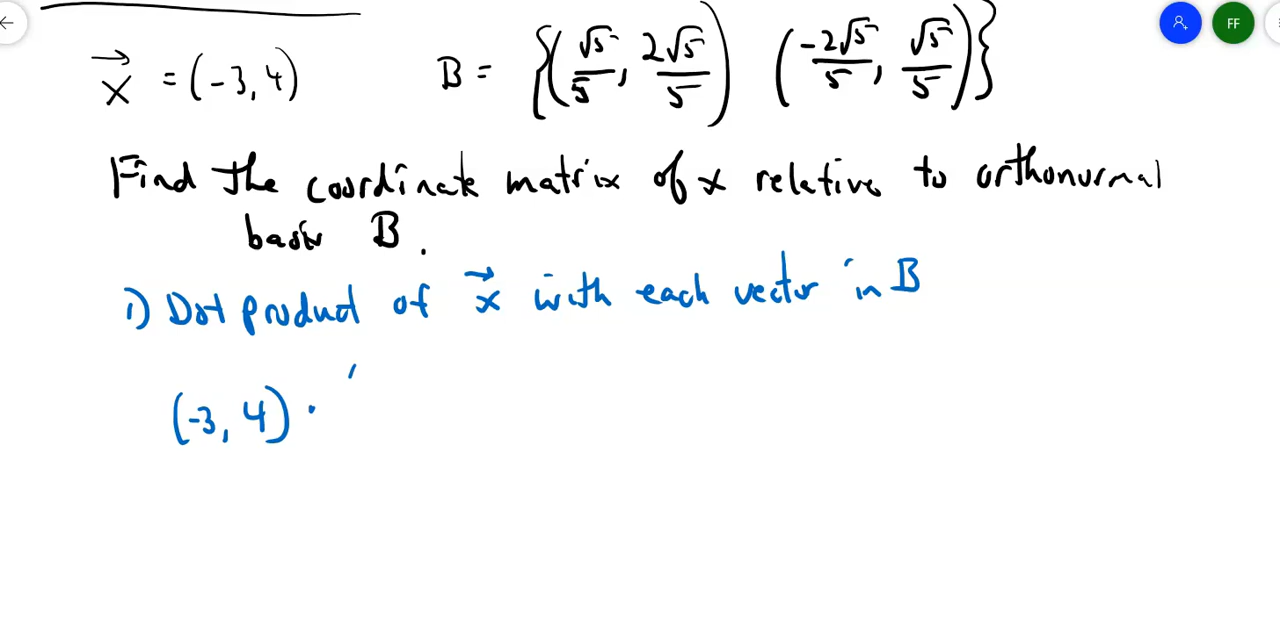 FF
x⃗ = (-3, 4) B = {(√5/5, 2√5/5) (-2√5/5, √5/5)}
Find the coordinate matrix of x relative to orthonormal
basis B.
1) Dot product of x⃗ with each vector in B
(-3, 4) ·